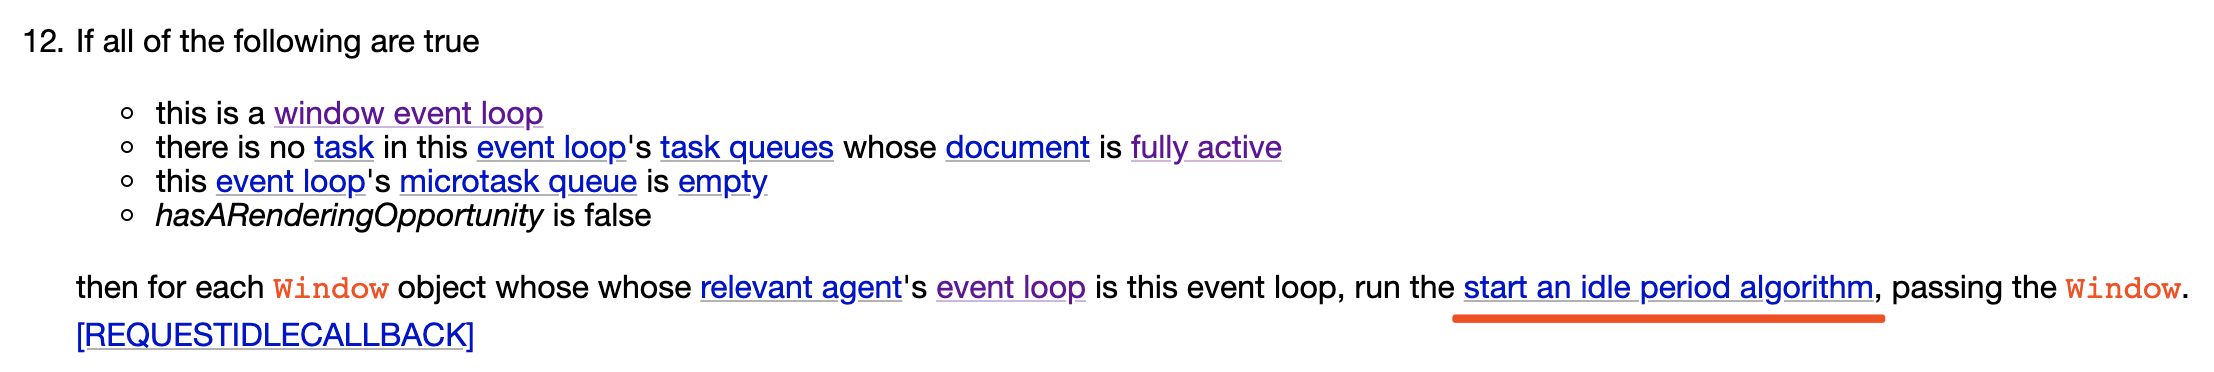 12. If all of the following are true
○ this is a window event loop
○ there is no task in this event loop's task queues whose document is fully active
○ this event loop's microtask queue is empty
○ hasARenderingOpportunity is false
then for each Window object whose whose relevant agent's event loop is this event loop, run the start an idle period algorithm, passing the Window.
[REQUESTIDLECALLBACK]